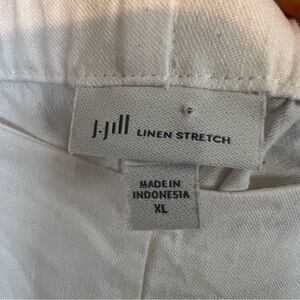 J.Jill LINEN STRETCH
MADE IN
INDONESIA
XL